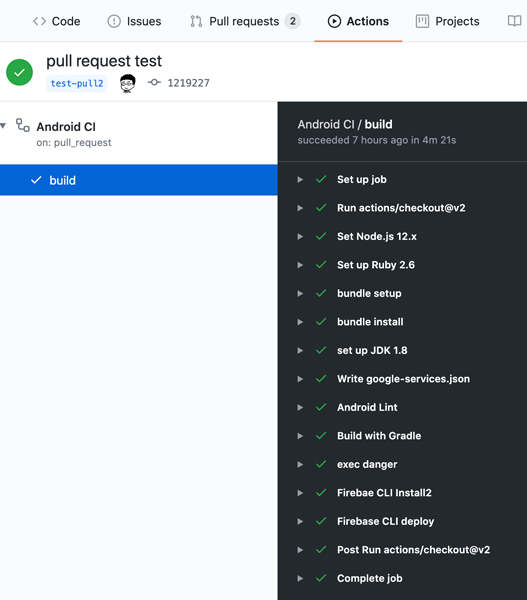 Code Issues Pull requests 2 Actions Projects
pull request test
test-pull2 1219227
Android CI
on: pull_request
build
Android CI / build
succeeded 7 hours ago in 4m 21s
Set up job
Run actions/checkout@v2
Set Node.js 12.x
Set up Ruby 2.6
bundle setup
bundle install
set up JDK 1.8
Write google-services.json
Android Lint
Build with Gradle
exec danger
Firebae CLI Install2
Firebase CLI deploy
Post Run actions/checkout@v2
Complete job